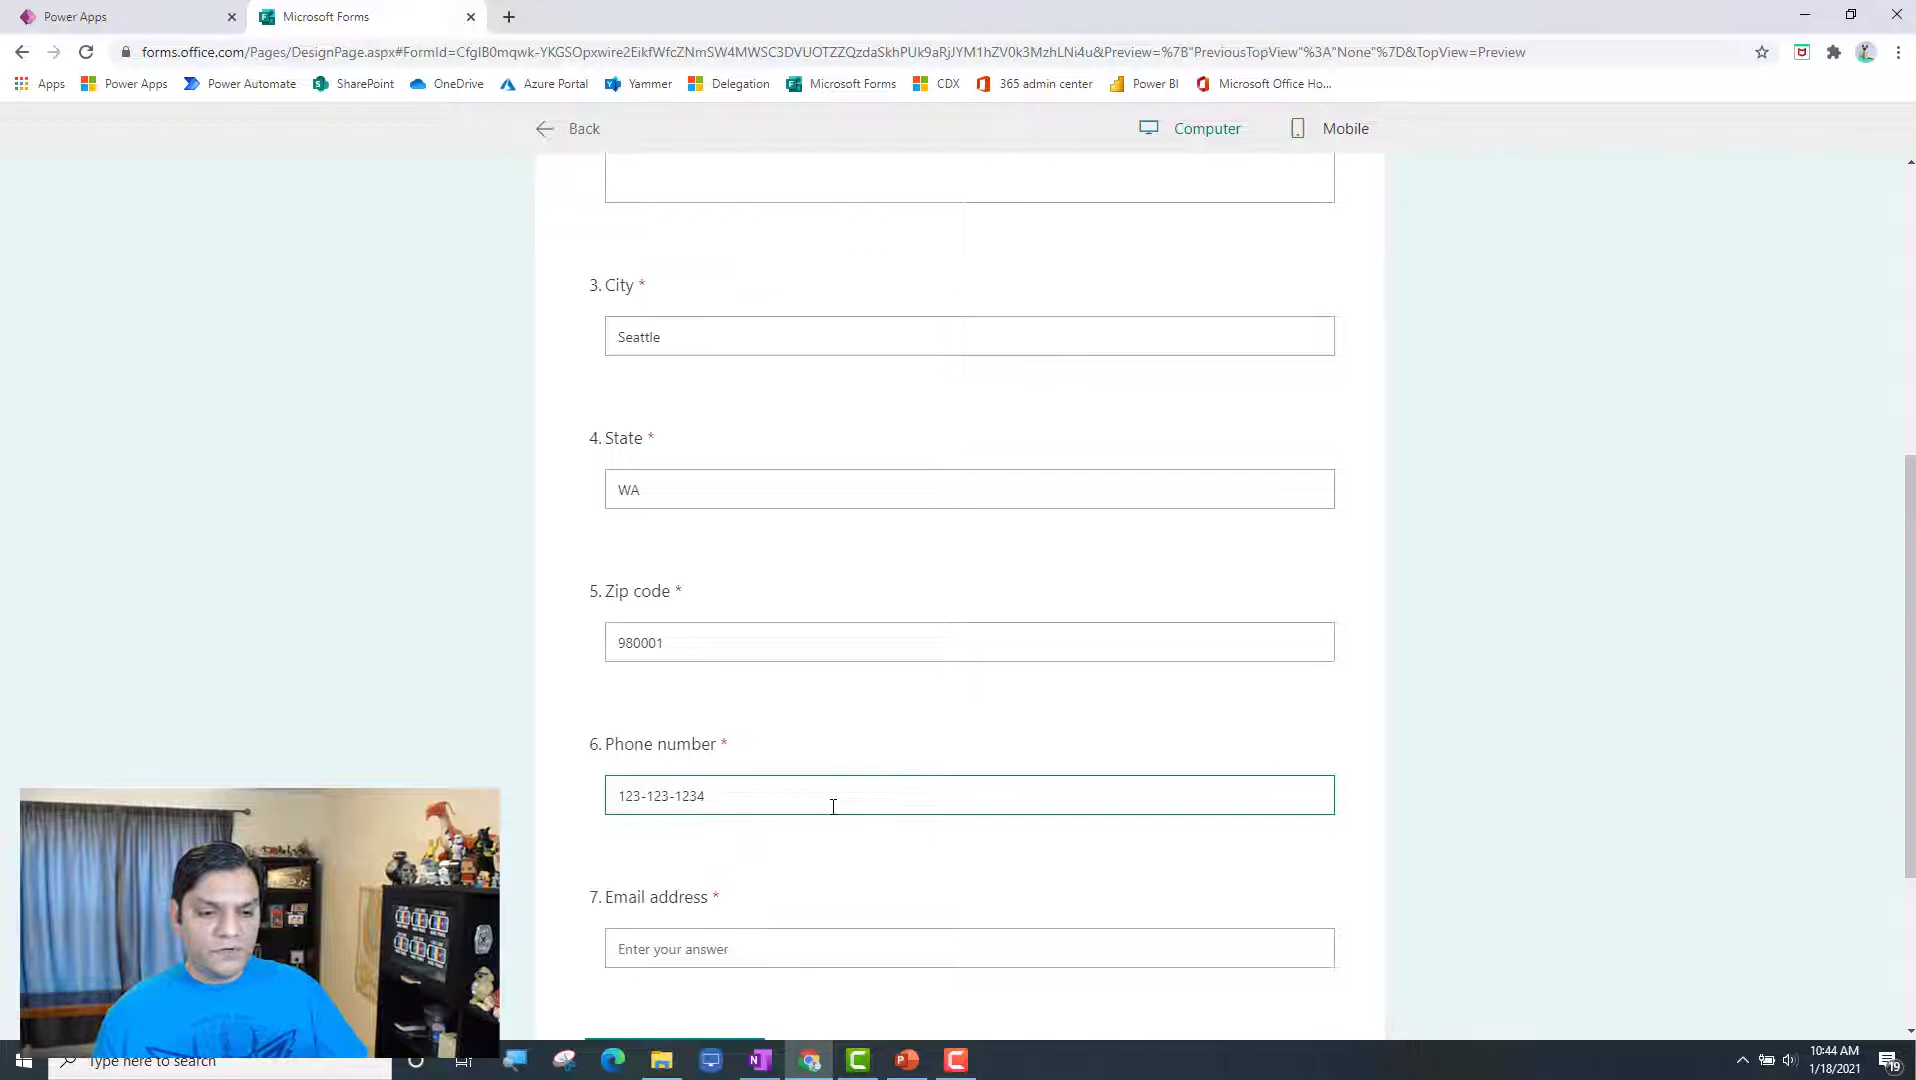 Power Apps
Microsoft Forms
forms.office.com/Pages/DesignPage.aspx#FormId=CfgIB0mqwk-YKGSOpxwire2EikfWfcZNmSW4MWSC3DVUOTZZQzdaSkhPUk9aRjJYM1hZV0k3MzhLNi4u&Preview=%7B"PreviousTopView"%3A"None"%7D&TopView=Preview
Apps Power Apps Power Automate SharePoint OneDrive Azure Portal Yammer Delegation Microsoft Forms CDX 365 admin center Power BI Microsoft Office Ho...
Back
Computer
Mobile
3. City *
Seattle
4. State *
WA
5. Zip code *
980001
6. Phone number *
123-123-1234
7. Email address *
Enter your answer
Type here to search
10:44 AM
1/18/2021
19